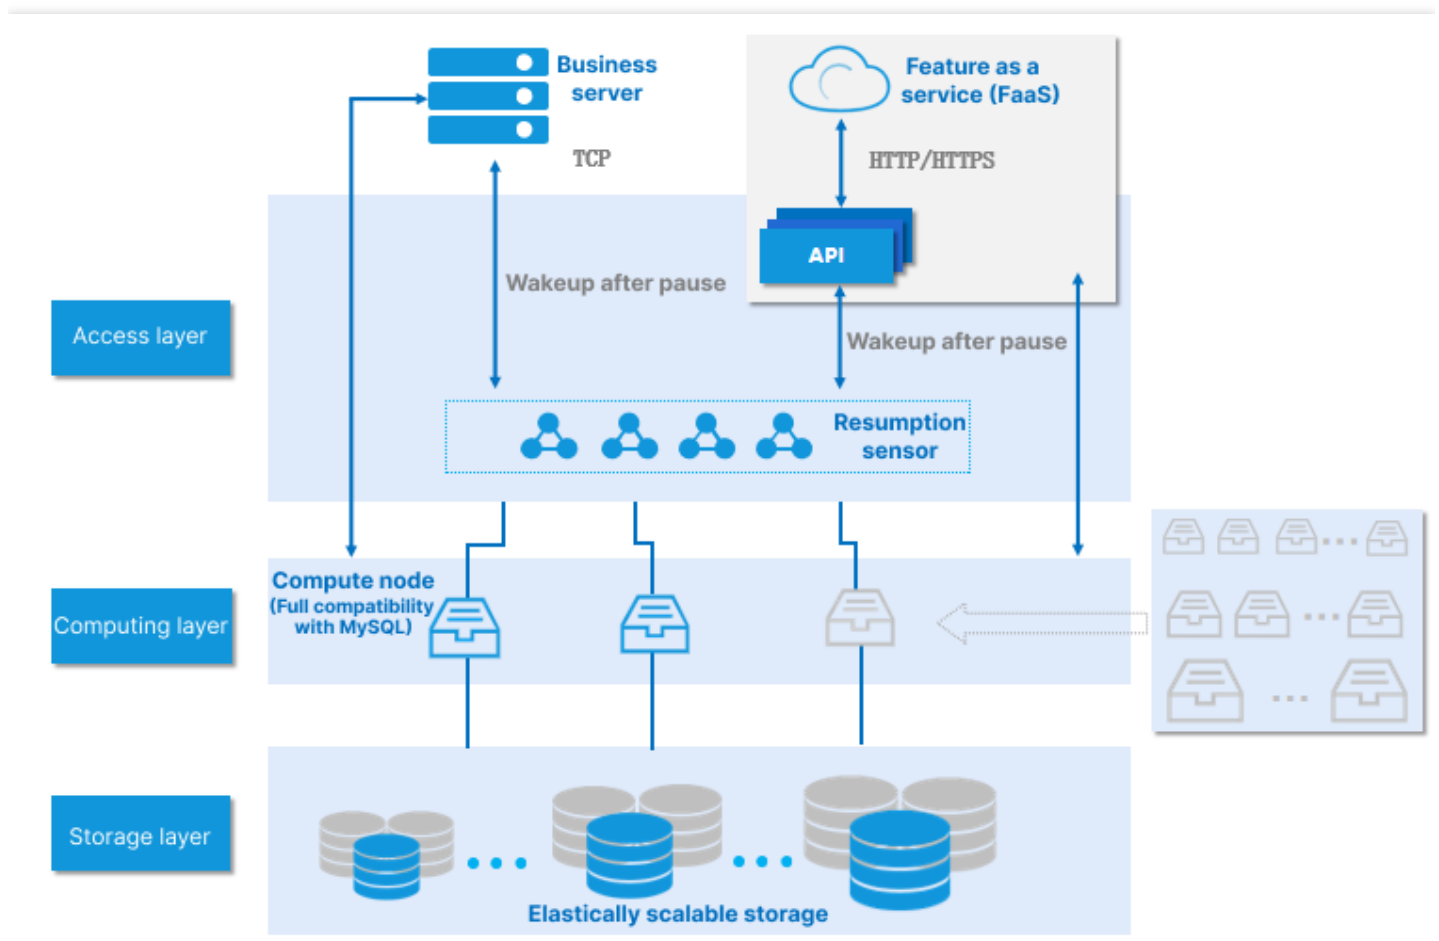 Business
server
Feature as a
service (FaaS)
TCP
HTTP/HTTPS
API
Wakeup after pause
Access layer
Wakeup after pause
Resumption
sensor
Compute node
(Full compatibility
with MySQL)
Computing layer
Storage layer
Elastically scalable storage